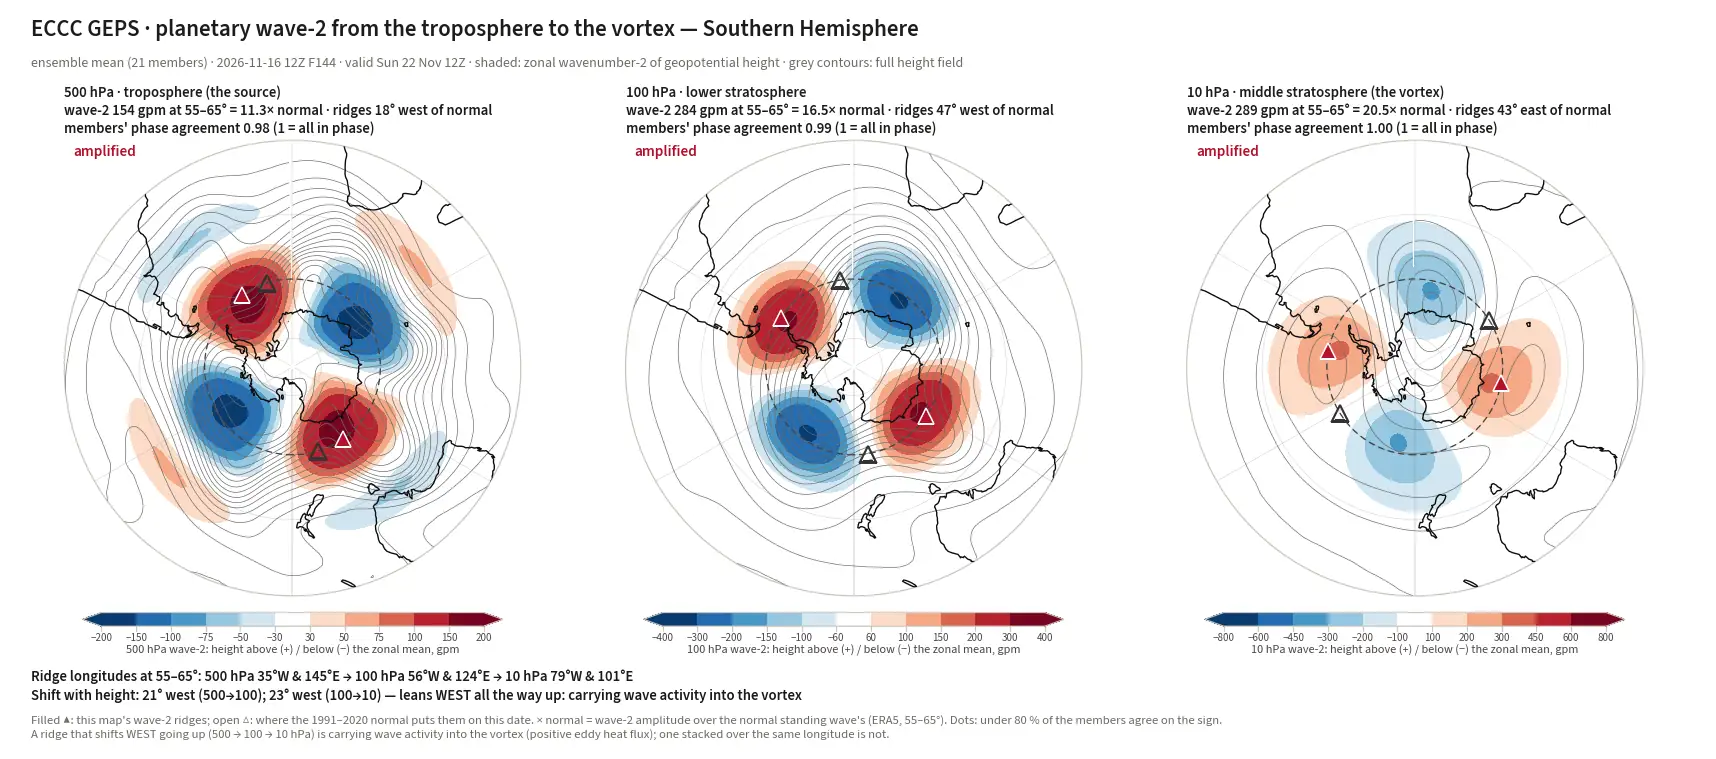 ECCC GEPS · planetary wave-2 from the troposphere to the vortex — Southern Hemisphere
ensemble mean (21 members) · 2026-11-16 12Z F144 · valid Sun 22 Nov 12Z · shaded: zonal wavenumber-2 of geopotential height · grey contours: full height field
500 hPa · troposphere (the source)
wave-2 154 gpm at 55–65° = 11.3× normal · ridges 18° west of normal
members' phase agreement 0.98 (1 = all in phase)
amplified
100 hPa · lower stratosphere
wave-2 284 gpm at 55–65° = 16.5× normal · ridges 47° west of normal
members' phase agreement 0.99 (1 = all in phase)
amplified
10 hPa · middle stratosphere (the vortex)
wave-2 289 gpm at 55–65° = 20.5× normal · ridges 43° east of normal
members' phase agreement 1.00 (1 = all in phase)
amplified
−200 −150 −100 −75 −50 −30 30 50 75 100 150 200
500 hPa wave-2: height above (+) / below (−) the zonal mean, gpm
−400 −300 −200 −150 −100 −60 60 100 150 200 300 400
100 hPa wave-2: height above (+) / below (−) the zonal mean, gpm
−800 −600 −450 −300 −200 −100 100 200 300 450 600 800
10 hPa wave-2: height above (+) / below (−) the zonal mean, gpm
Ridge longitudes at 55–65°: 500 hPa 35°W & 145°E → 100 hPa 56°W & 124°E → 10 hPa 79°W & 101°E
Shift with height: 21° west (500→100); 23° west (100→10) — leans WEST all the way up: carrying wave activity into the vortex
Filled ▲: this map's wave-2 ridges; open △: where the 1991–2020 normal puts them on this date. × normal = wave-2 amplitude over the normal standing wave's (ERA5, 55–65°). Dots: under 80 % of the members agree on the sign.
A ridge that shifts WEST going up (500 → 100 → 10 hPa) is carrying wave activity into the vortex (positive eddy heat flux); one stacked over the same longitude is not.